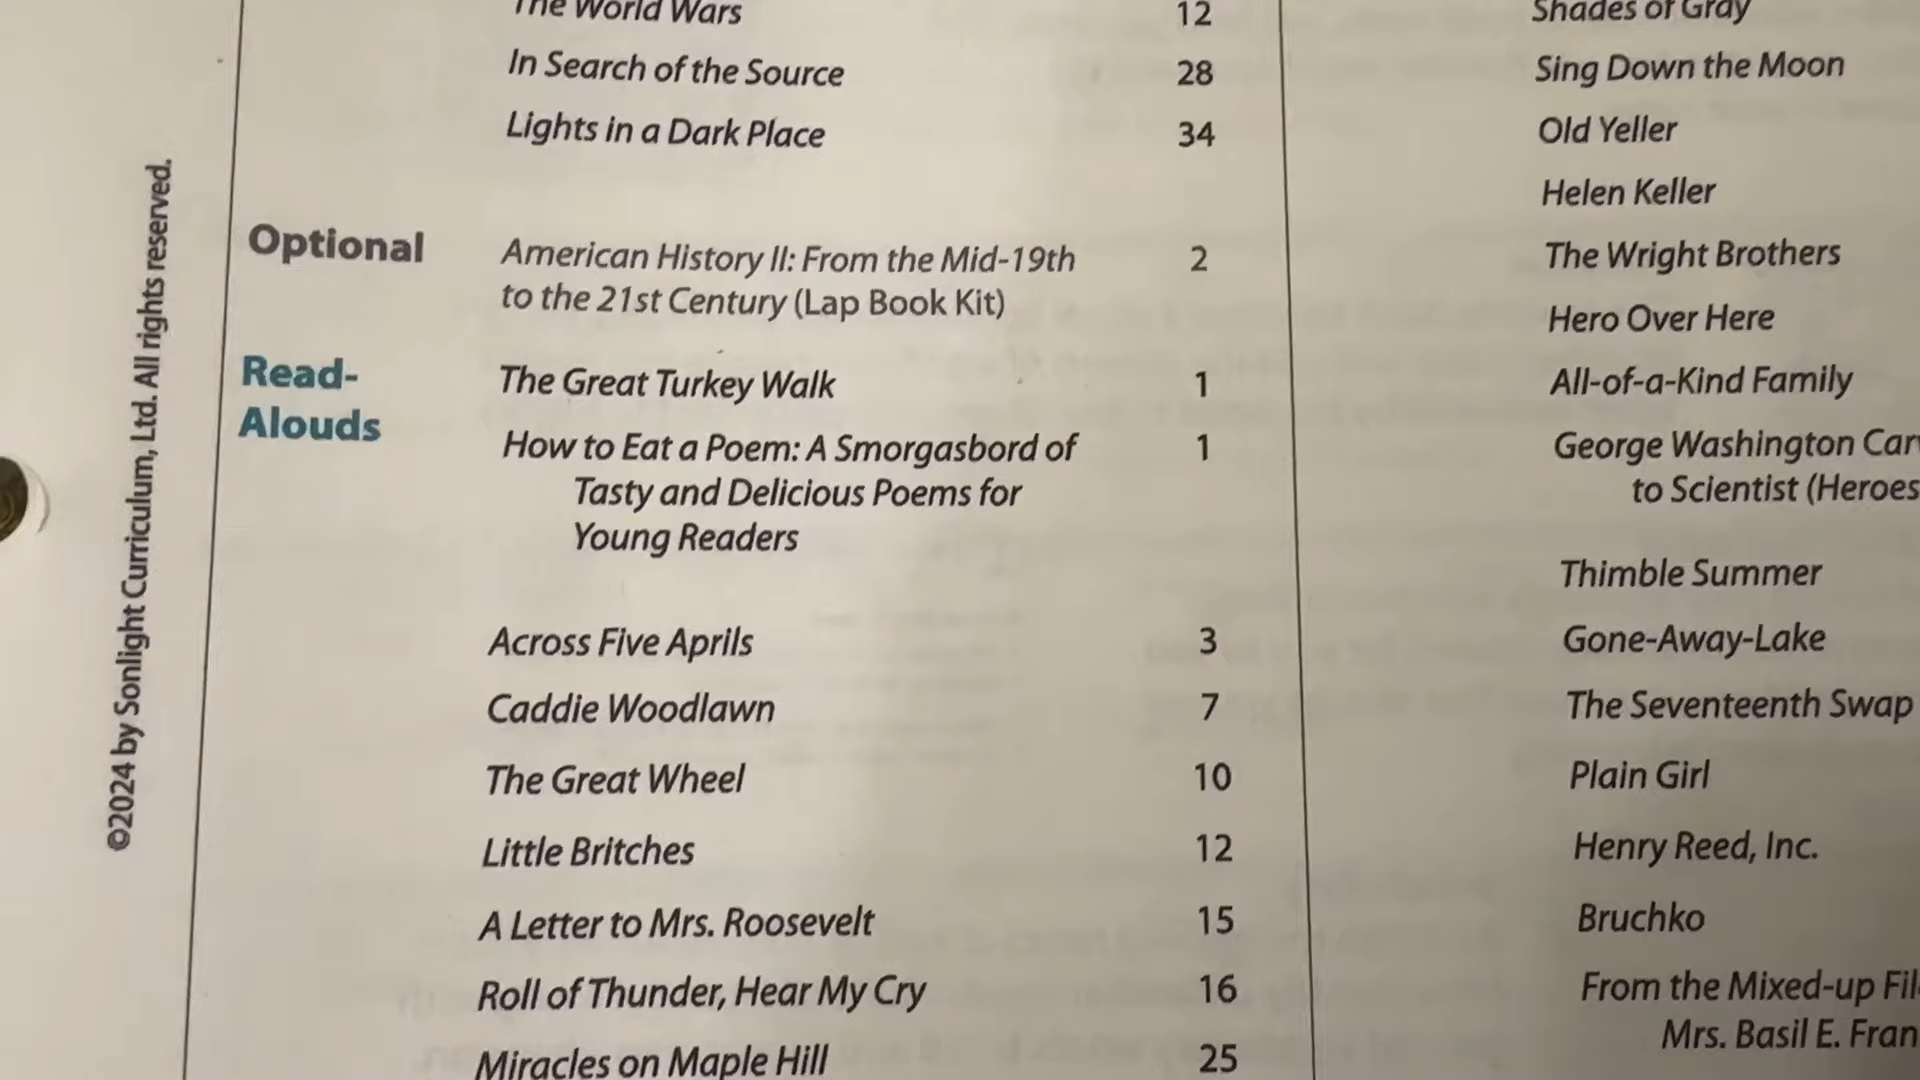 The World Wars 12
In Search of the Source 28
Lights in a Dark Place 34
Optional
American History II: From the Mid-19th 2
to the 21st Century (Lap Book Kit)
Read-
Alouds
The Great Turkey Walk 1
How to Eat a Poem: A Smorgasbord of 1
Tasty and Delicious Poems for
Young Readers
Across Five Aprils 3
Caddie Woodlawn 7
The Great Wheel 10
Little Britches 12
A Letter to Mrs. Roosevelt 15
Roll of Thunder, Hear My Cry 16
Miracles on Maple Hill 25
Shades of Gray
Sing Down the Moon
Old Yeller
Helen Keller
The Wright Brothers
Hero Over Here
All-of-a-Kind Family
George Washington
to Scientist (Heroes
Thimble Summer
Gone-Away-Lake
The Seventeenth Swap
Plain Girl
Henry Reed, Inc.
Bruchko
From the Mixed-up
Mrs. Basil E.
©2024 by Sonlight Curriculum, Ltd. All rights reserved.